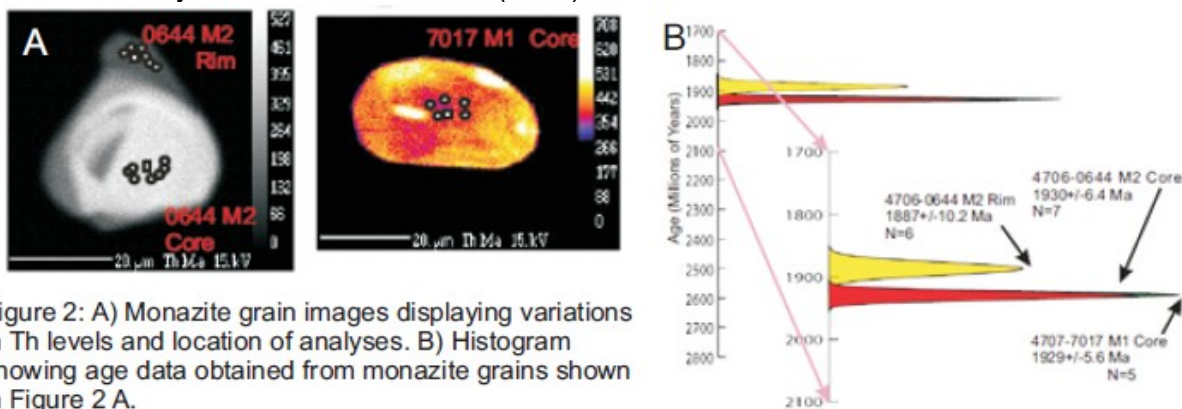 A
0644 M2
Rim
0644 M2
Core
20 μm Th Ma 15kV
527
461
395
329
264
198
132
66
0
7017 M1 Core
20 μm Th Ma 15kV
708
620
531
442
354
266
177
88
0
B
Age (Millions of Years)
1700
1800
1900
2000
2100
2200
2300
2400
2500
2600
2700
2800
1700
1800
1900
2000
2100
4706-0644 M2 Rim
1887+/-10.2 Ma
N=6
4706-0644 M2 Core
1930+/-6.4 Ma
N=7
4707-7017 M1 Core
1929+/-5.6 Ma
N=5
igure 2: A) Monazite grain images displaying variations
Th levels and location of analyses. B) Histogram
howing age data obtained from monazite grains shown
Figure 2 A.